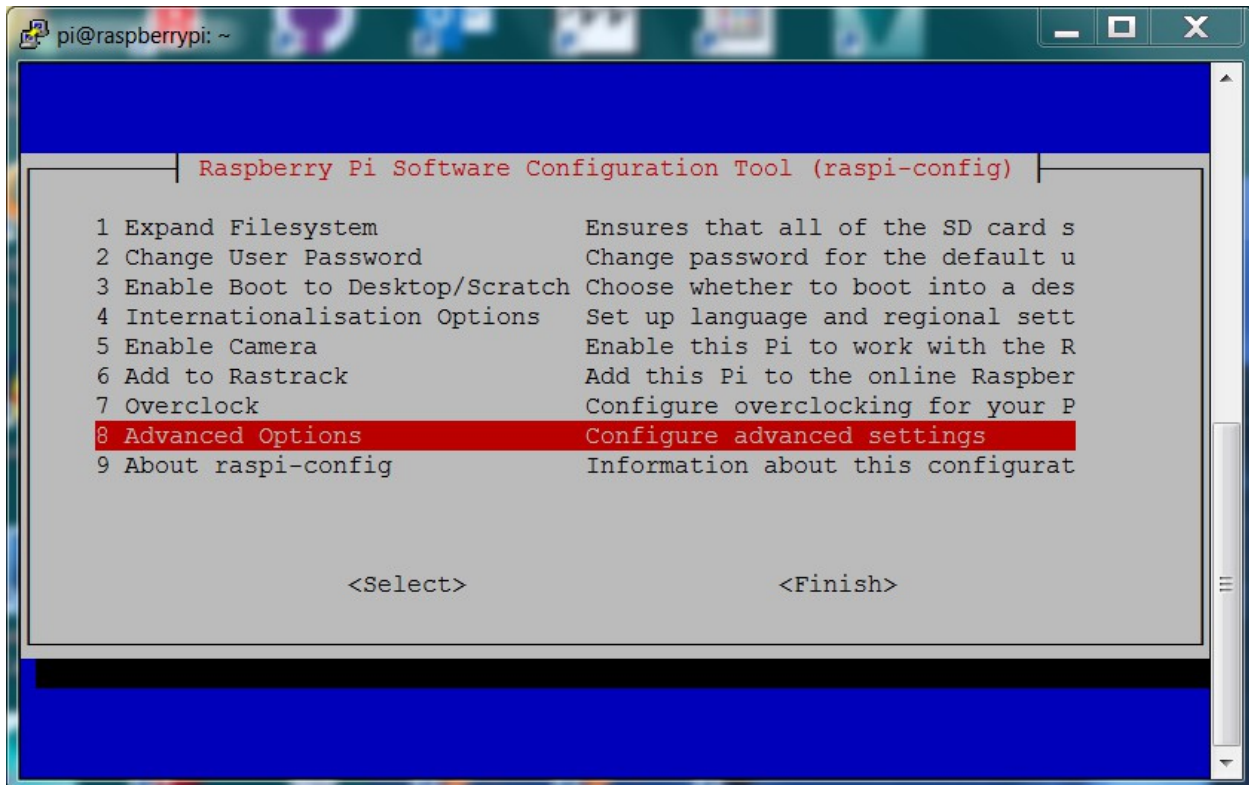 pi@raspberrypi: ~
Raspberry Pi Software Configuration Tool (raspi-config)
1 Expand Filesystem Ensures that all of the SD card s
2 Change User Password Change password for the default u
3 Enable Boot to Desktop/Scratch Choose whether to boot into a des
4 Internationalisation Options Set up language and regional sett
5 Enable Camera Enable this Pi to work with the R
6 Add to Rastrack Add this Pi to the online Raspber
7 Overclock Configure overclocking for your P
8 Advanced Options Configure advanced settings
9 About raspi-config Information about this configurat
<Select> <Finish>